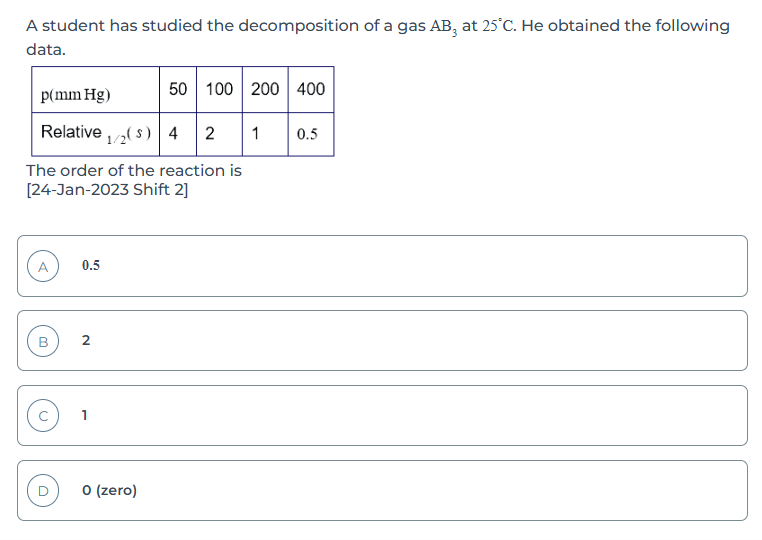 A student has studied the decomposition of a gas AB₃ at 25°C. He obtained the following
data.
p(mm Hg) 50 100 200 400
Relative ₁/₂( s ) 4 2 1 0.5
The order of the reaction is
[24-Jan-2023 Shift 2]
A 0.5
B 2
C 1
D 0 (zero)